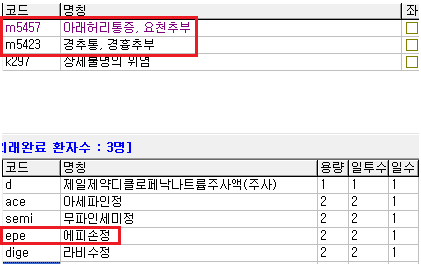 코드 명칭 좌
m5457 아래허리통증, 요천추부
m5423 경추통, 경흉추부
k297 상세불명의 위염
외래완료 환자수 : 3명]
코드 명칭 용량 일투수 일수
d 제일제약디클로페낙나트륨주사액(주사) 1 1 1
ace 아세파인정 2 2 1
semi 무파인세미정 2 2 1
epe 에피손정 2 2 1
dige 라비수정 2 2 1